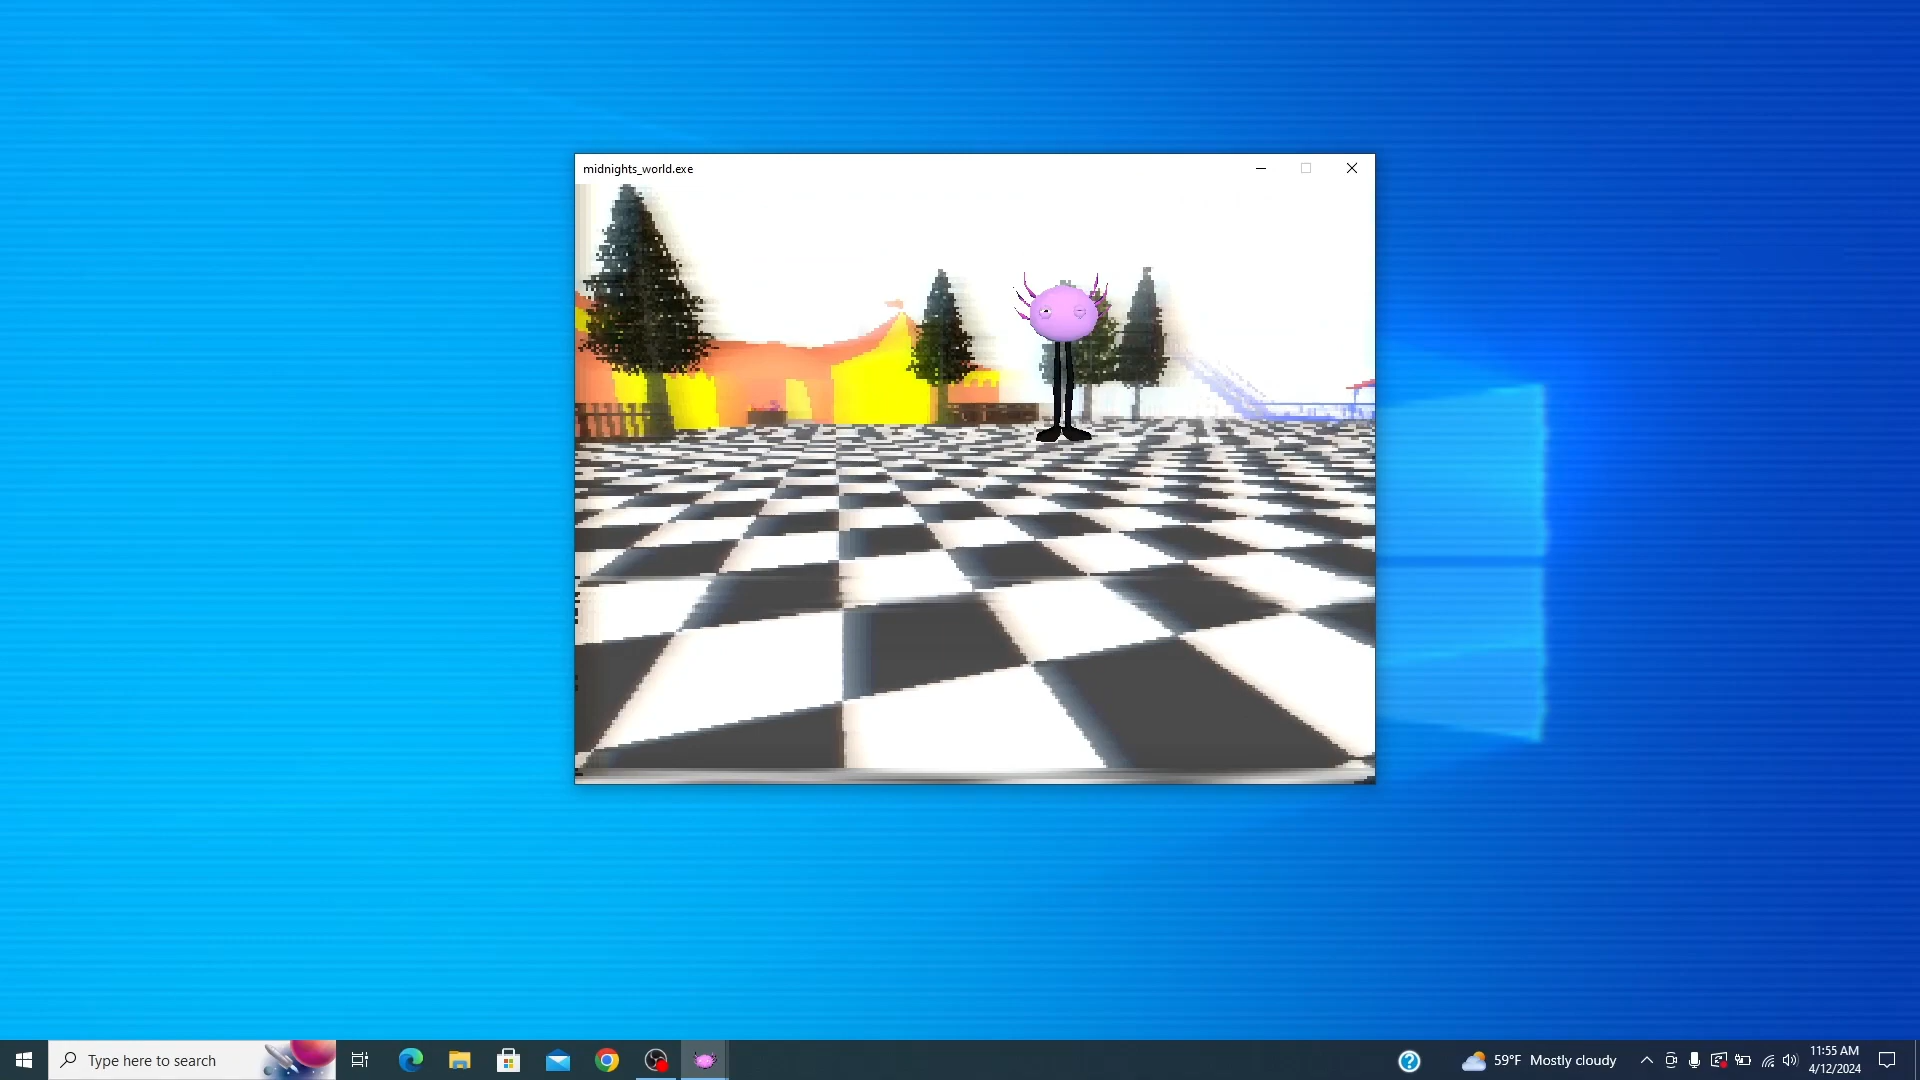 midnights_world.exe
Type here to search
59°F Mostly cloudy
11:55 AM
4/12/2024